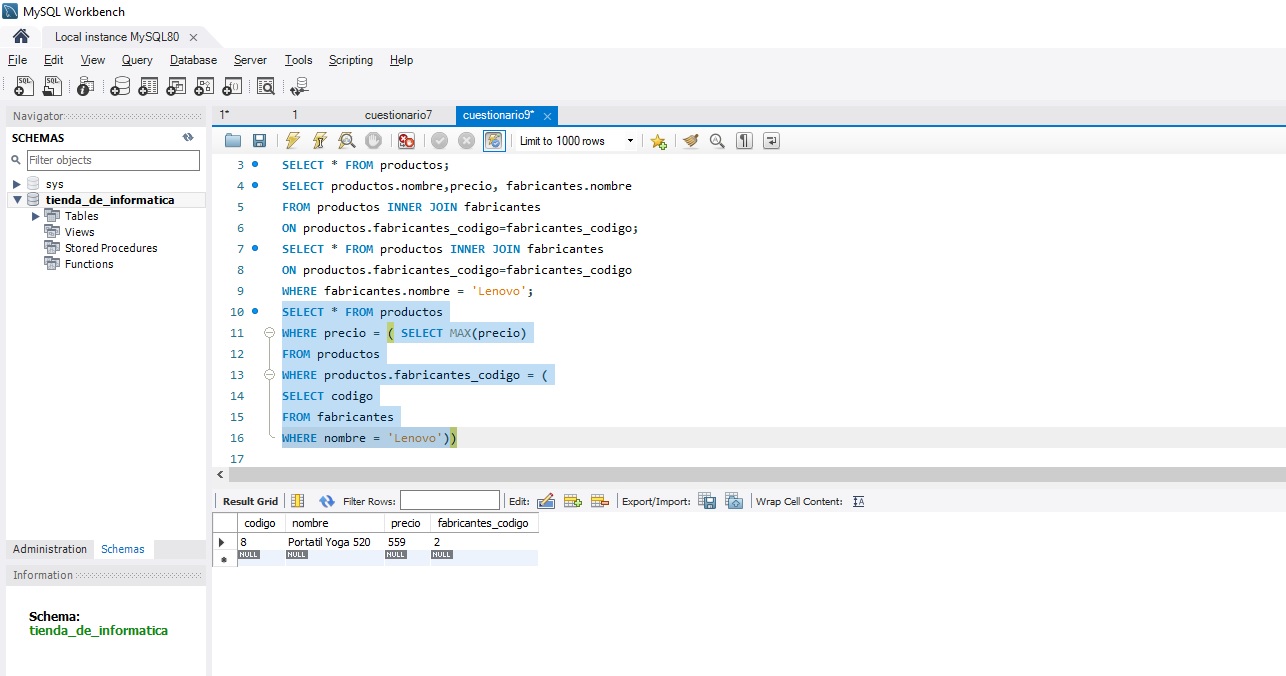 MySQL Workbench
Local instance MySQL80
File Edit View Query Database Server Tools Scripting Help
Navigator
SCHEMAS
Filter objects
sys
tienda_de_informatica
Tables
Views
Stored Procedures
Functions
Administration Schemas
Information
Schema:
tienda_de_informatica
1* 1 cuestionario7 cuestionario9*
Limit to 1000 rows
3 SELECT * FROM productos;
4 SELECT productos.nombre,precio, fabricantes.nombre
5 FROM productos INNER JOIN fabricantes
6 ON productos.fabricantes_codigo=fabricantes_codigo;
7 SELECT * FROM productos INNER JOIN fabricantes
8 ON productos.fabricantes_codigo=fabricantes_codigo
9 WHERE fabricantes.nombre = 'Lenovo';
10 SELECT * FROM productos
11 WHERE precio = ( SELECT MAX(precio)
12 FROM productos
13 WHERE productos.fabricantes_codigo = (
14 SELECT codigo
15 FROM fabricantes
16 WHERE nombre = 'Lenovo'))
17
Result Grid Filter Rows: Edit: Export/Import: Wrap Cell Content:
codigo nombre precio fabricantes_codigo
8 Portatil Yoga 520 559 2
NULL NULL NULL NULL